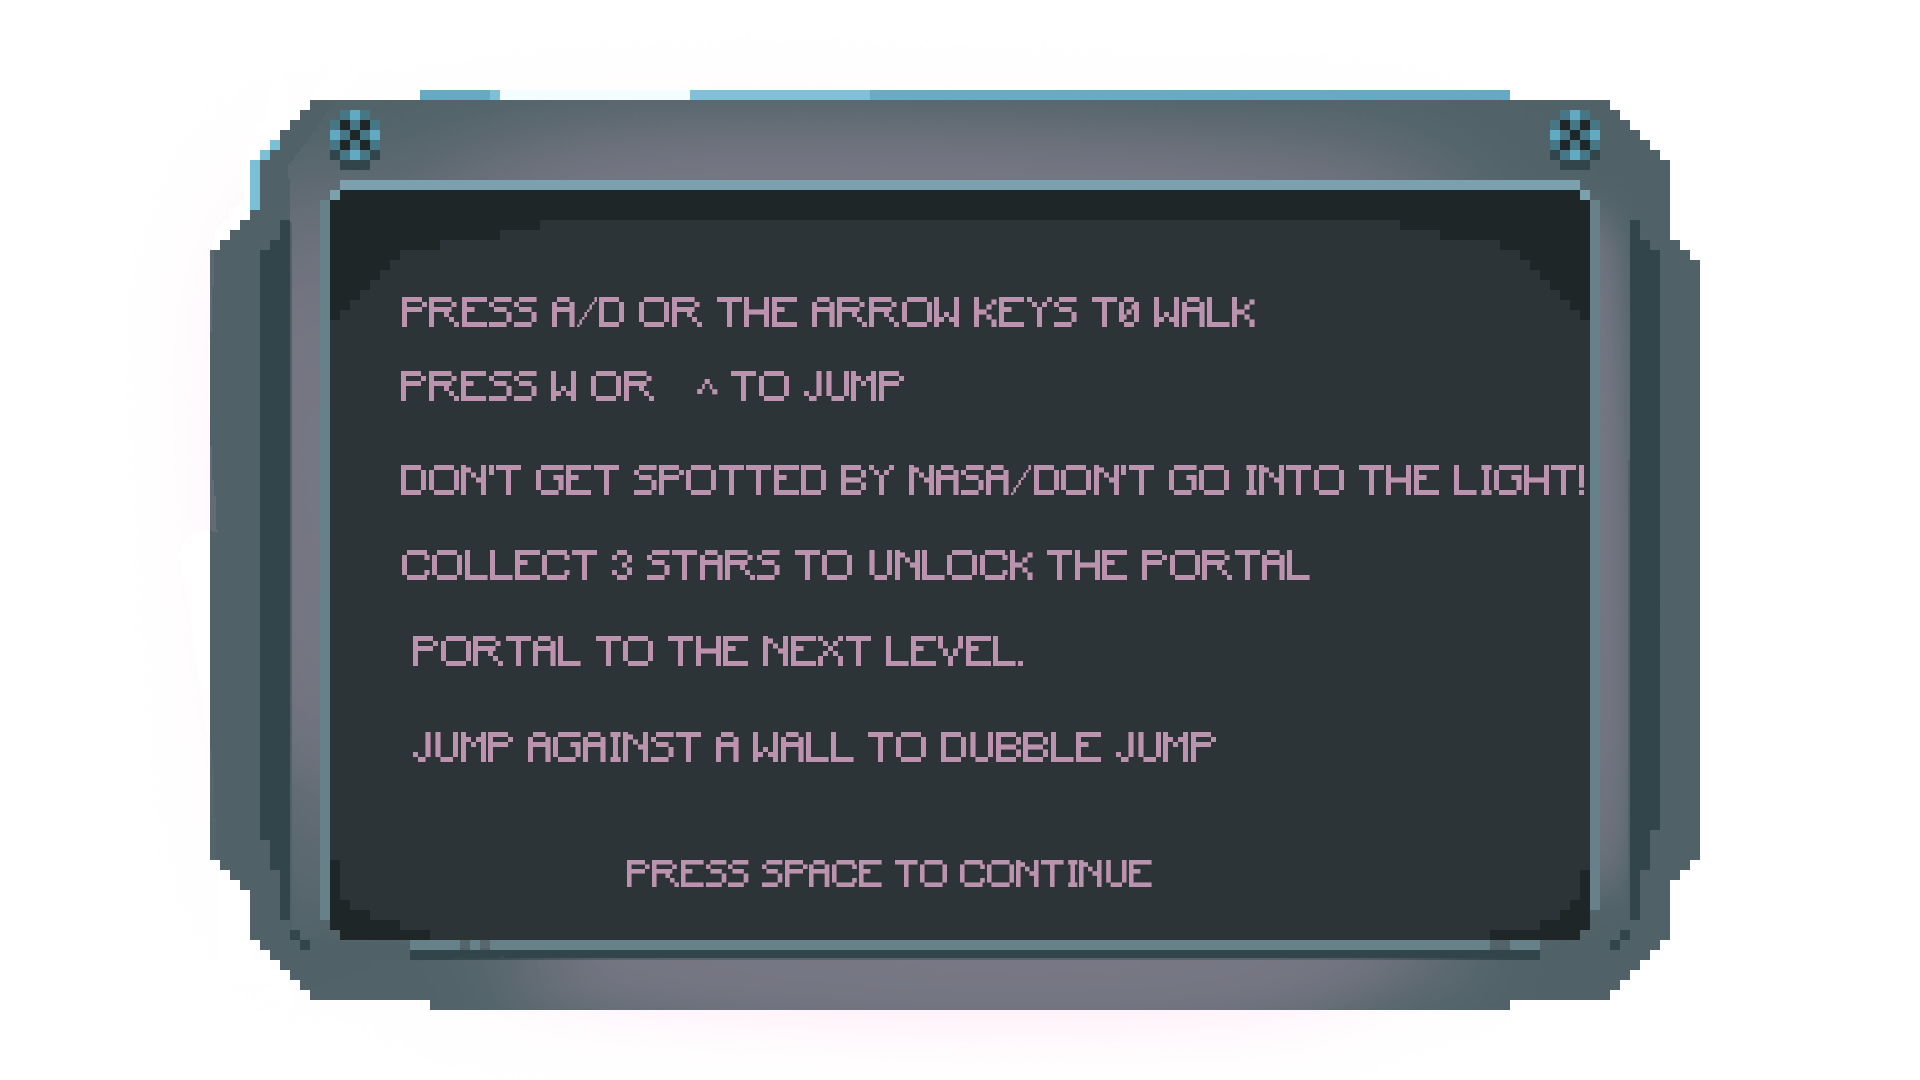 PRESS A/D OR THE ARROW KEYS T0 WALK
PRESS W OR ^ TO JUMP
DON'T GET SPOTTED BY NASA/DON'T GO INTO THE LIGHT!
COLLECT 3 STARS TO UNLOCK THE PORTAL
PORTAL TO THE NEXT LEVEL.
JUMP AGAINST A WALL TO DUBBLE JUMP
PRESS SPACE TO CONTINUE